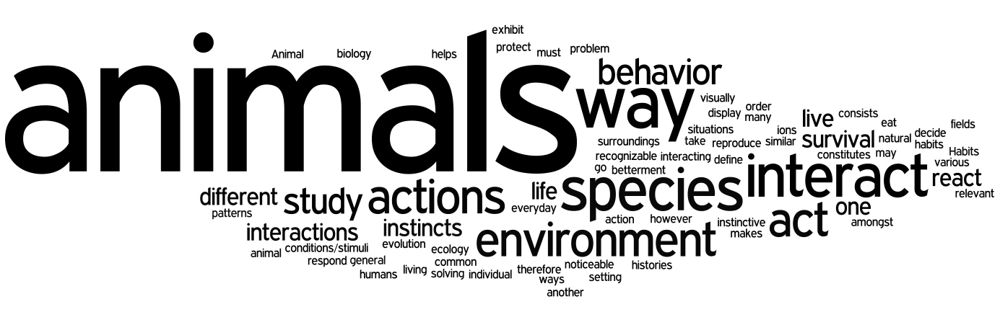 exhibit
Animal biology helps protect must problem
animals
behavior
way
visually
display order
many
live consists
situations ions eat fields
surroundings take reproduce similar survival natural decide
habits
recognizable interacting define constitutes may Habits
go betterment various
interact react
relevant
different study actions life species
patterns everyday
act one
action however instinctive amongst
makes
interactions instincts environment
animal conditions/stimuli evolution ecology
respond general common
humans living solving individual therefore noticeable histories
ways setting
another